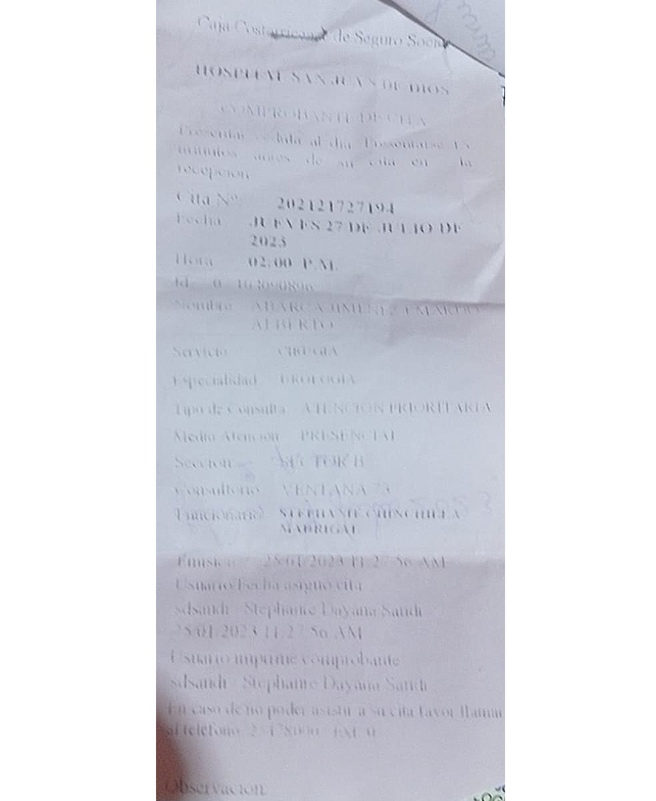 Caja Costarricense de Seguro Social
HOSPITAL SAN JUAN DE DIOS
COMPROBANTE DE CITA
Presentar cédula al día. Presentarse 15
minutos antes de su cita en la
recepción
Cita Nº 202121727194
Fecha JUEVES 27 DE JULIO DE
2023
Hora 02:00 P.M.
Id.
Nombre ABARCA JIMENEZ
ALBERTO
Servicio CIRUGIA
Especialidad UROLOGIA
Tipo de Consulta ATENCION PRIORITARIA
Medio Atención PRESENCIAL
Sección SECTOR B
Consultorio VENTANA 73
Funcionario STEPHANIE CHINCHILLA
MADRIGAL
Emisión 25/01/2023 11:27:56 AM
Usuario/Fecha asignó cita
sdsandi - Stephanie Dayana Sandi
25/01/2023 11:27:56 AM
Usuario imprime comprobante
sdsandi - Stephanie Dayana Sandi
En caso de no poder asistir a su cita favor llamar
al teléfono
Observación: